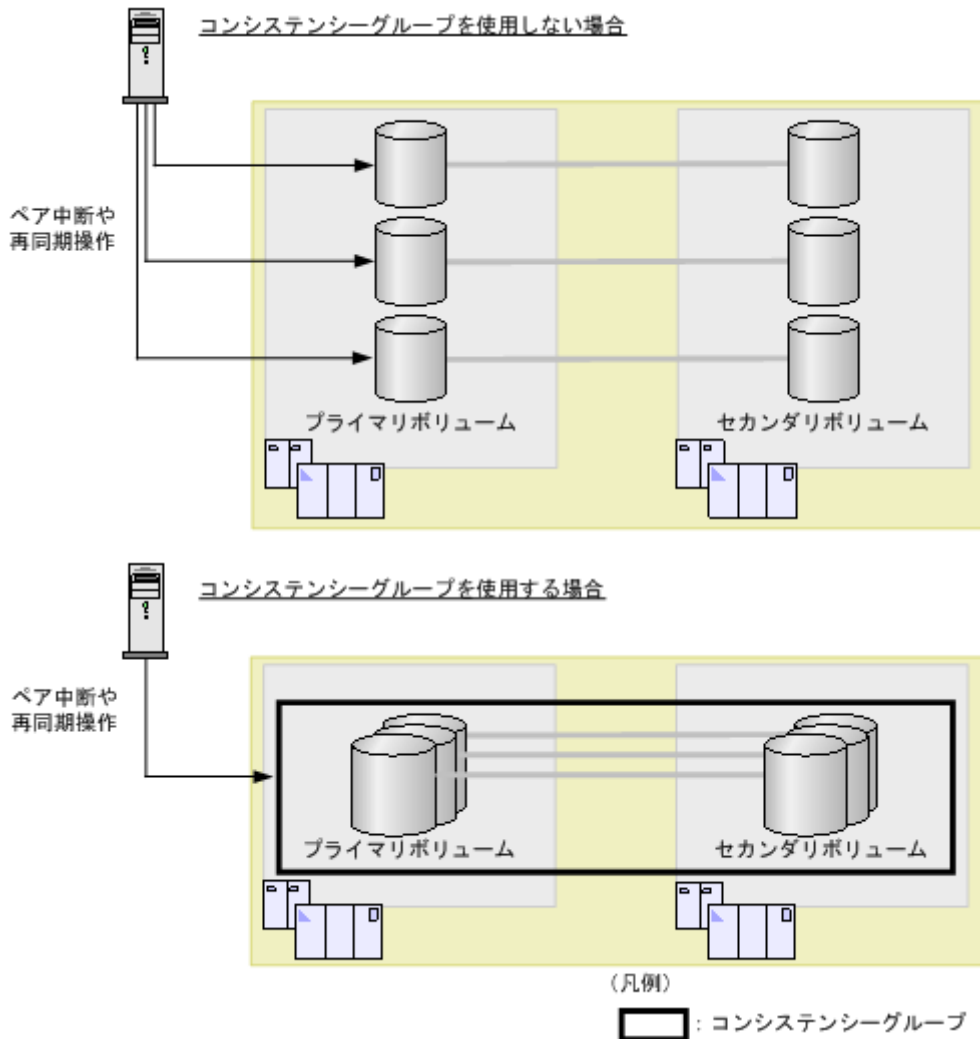 コンシステンシーグループを使用しない場合
ペア中断や
再同期操作
プライマリボリューム
セカンダリボリューム
コンシステンシーグループを使用する場合
ペア中断や
再同期操作
プライマリボリューム
セカンダリボリューム
(凡例)
: コンシステンシーグループ